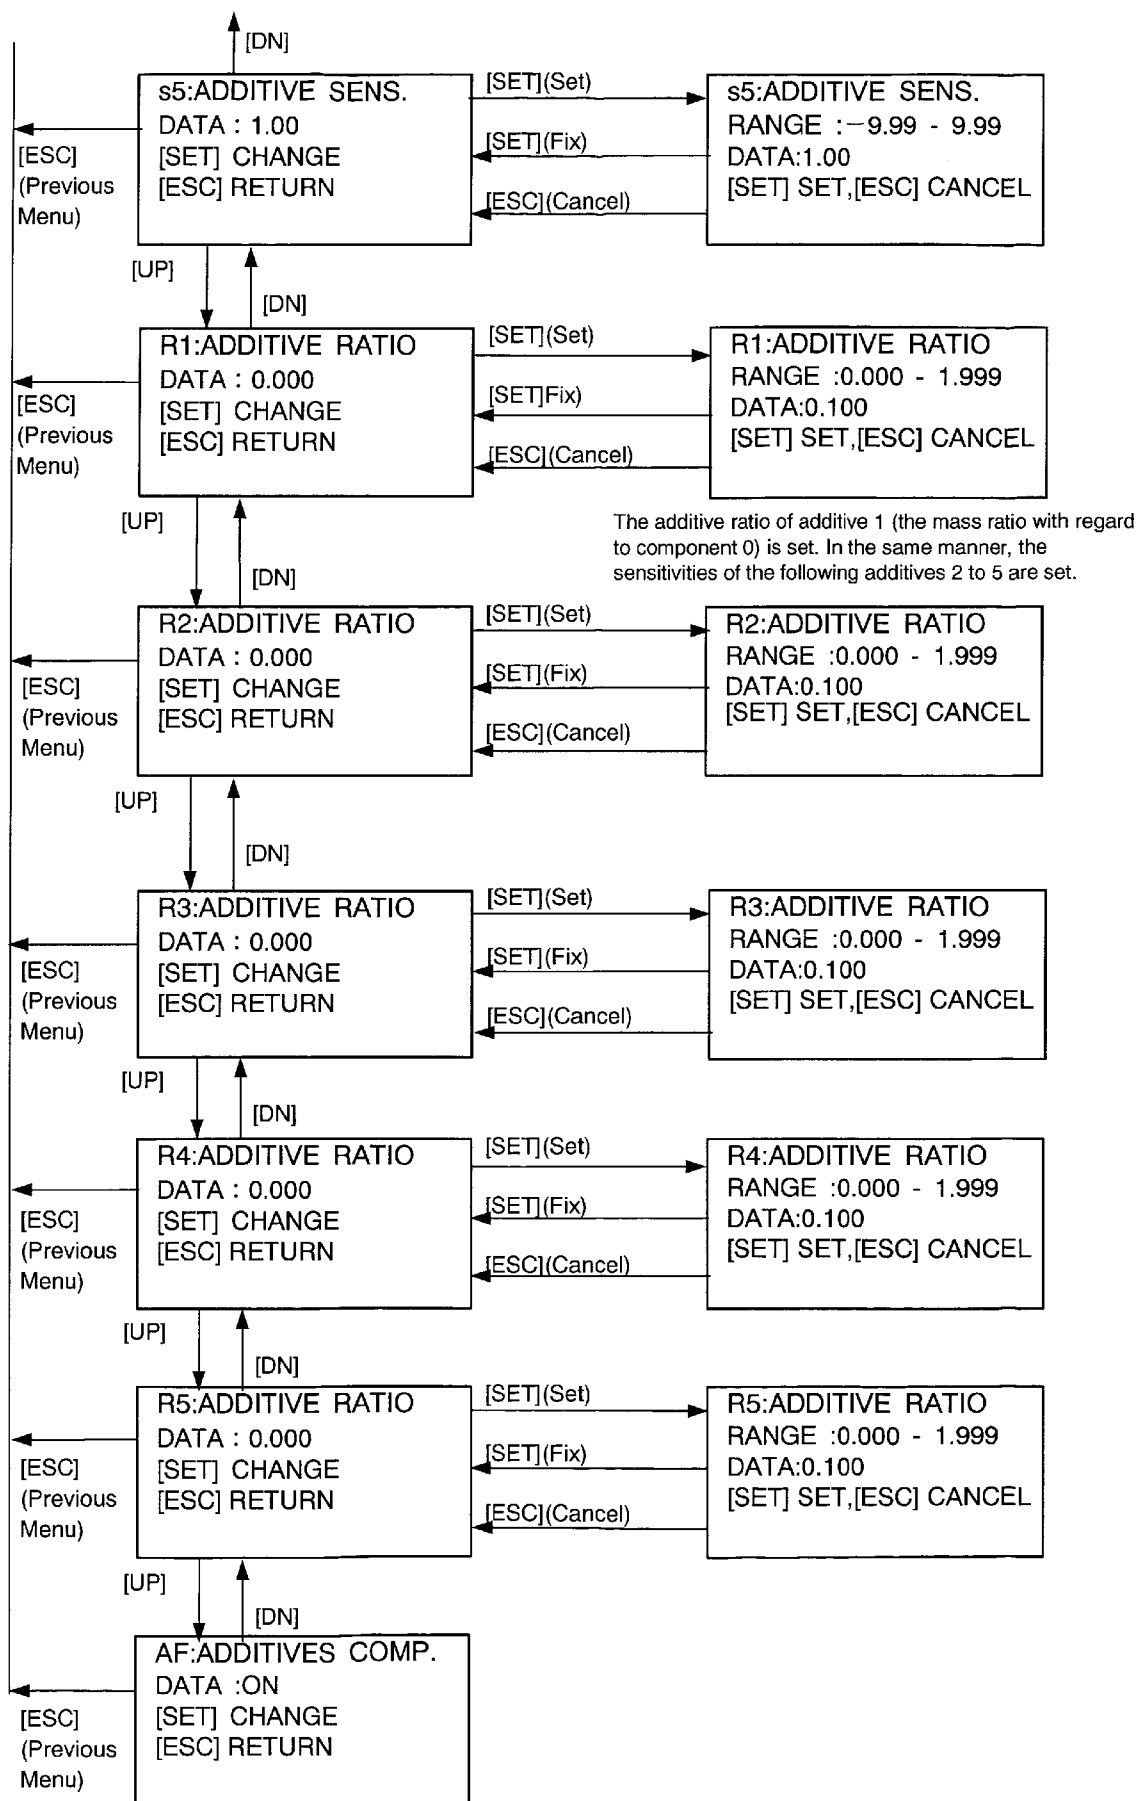 [DN]
s5:ADDITIVE SENS.
DATA : 1.00
[SET] CHANGE
[ESC] RETURN
[SET](Set)
[SET](Fix)
[ESC](Cancel)
s5:ADDITIVE SENS.
RANGE :−9.99 - 9.99
DATA:1.00
[SET] SET,[ESC] CANCEL
[ESC]
(Previous
Menu)
[UP]
[DN]
R1:ADDITIVE RATIO
DATA : 0.000
[SET] CHANGE
[ESC] RETURN
[SET](Set)
[SET]Fix)
[ESC](Cancel)
R1:ADDITIVE RATIO
RANGE :0.000 - 1.999
DATA:0.100
[SET] SET,[ESC] CANCEL
[ESC]
(Previous
Menu)
The additive ratio of additive 1 (the mass ratio with regard
to component 0) is set. In the same manner, the
sensitivities of the following additives 2 to 5 are set.
[UP]
[DN]
R2:ADDITIVE RATIO
DATA : 0.000
[SET] CHANGE
[ESC] RETURN
[SET](Set)
[SET](Fix)
[ESC](Cancel)
R2:ADDITIVE RATIO
RANGE :0.000 - 1.999
DATA:0.100
[SET] SET,[ESC] CANCEL
[ESC]
(Previous
Menu)
[UP]
[DN]
R3:ADDITIVE RATIO
DATA : 0.000
[SET] CHANGE
[ESC] RETURN
[SET](Set)
[SET](Fix)
[ESC](Cancel)
R3:ADDITIVE RATIO
RANGE :0.000 - 1.999
DATA:0.100
[SET] SET,[ESC] CANCEL
[ESC]
(Previous
Menu)
[UP]
[DN]
R4:ADDITIVE RATIO
DATA : 0.000
[SET] CHANGE
[ESC] RETURN
[SET](Set)
[SET](Fix)
[ESC](Cancel)
R4:ADDITIVE RATIO
RANGE :0.000 - 1.999
DATA:0.100
[SET] SET,[ESC] CANCEL
[ESC]
(Previous
Menu)
[UP]
[DN]
R5:ADDITIVE RATIO
DATA : 0.000
[SET] CHANGE
[ESC] RETURN
[SET](Set)
[SET](Fix)
[ESC](Cancel)
R5:ADDITIVE RATIO
RANGE :0.000 - 1.999
DATA:0.100
[SET] SET,[ESC] CANCEL
[ESC]
(Previous
Menu)
[UP]
[DN]
AF:ADDITIVES COMP.
DATA :ON
[SET] CHANGE
[ESC] RETURN
[ESC]
(Previous
Menu)